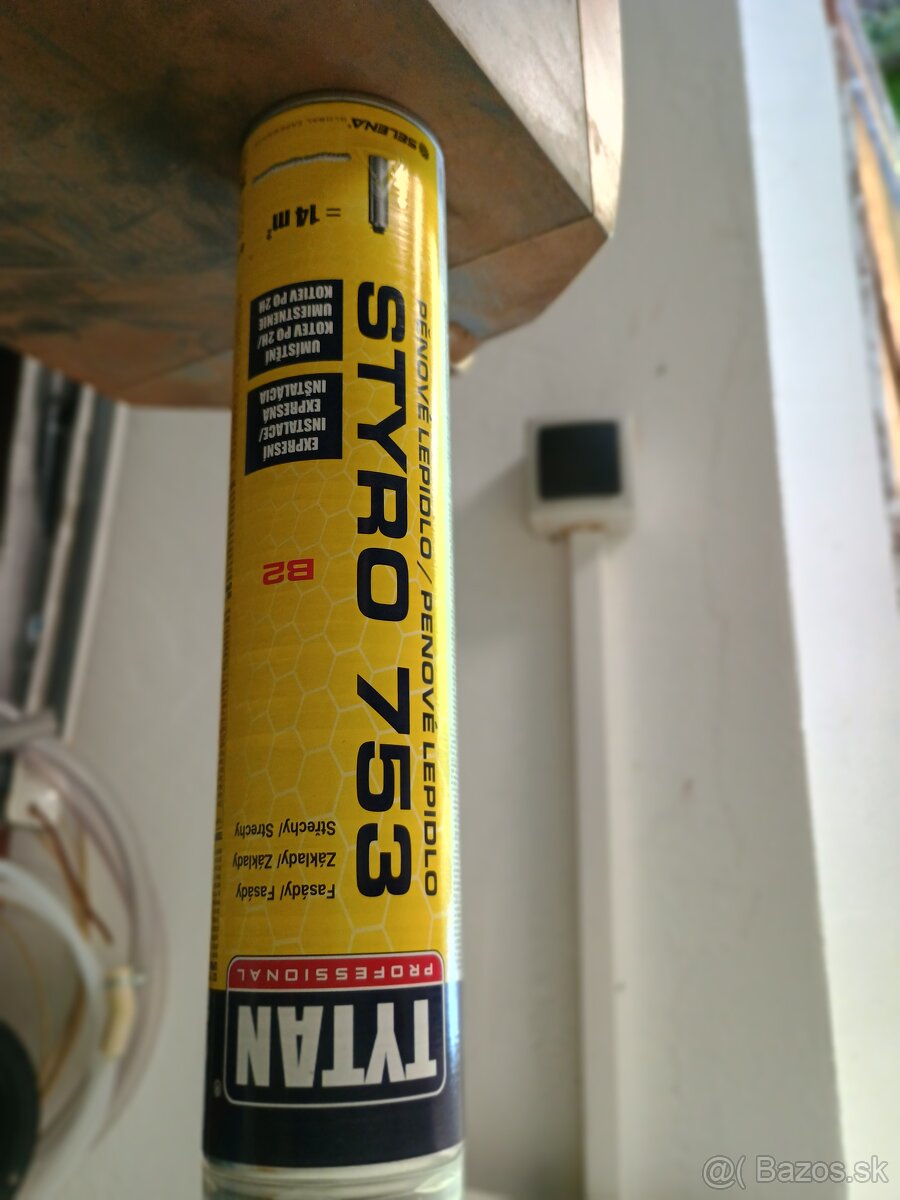 TYTAN
PROFESSIONAL
STYRO 753
PĚNOVÉ LEPIDLO / PENOVÉ LEPIDLO
Fasády/ Fasády
Základy/ Základy
Střechy/ Strechy
B2
EXPRESNÍ
INSTALACE/
EXPRESNÁ
INŠTALÁCIA
UMÍSTĚNÍ
KOTEV PO 2H/
UMIESTNENIE
KOTIEV PO 2H
= 14 m²
SELENA
@( Bazos.sk